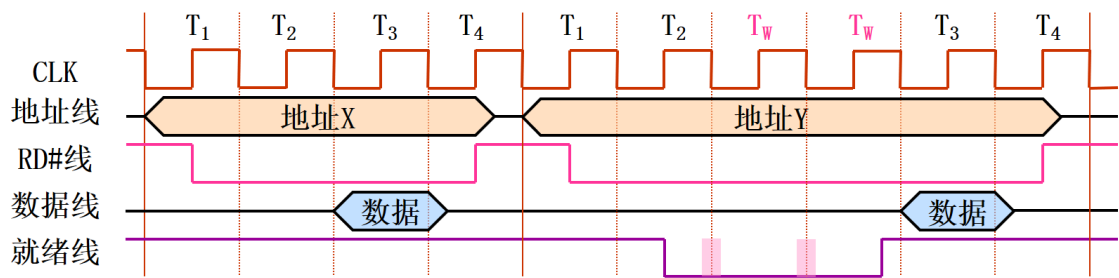 T1 T2 T3 T4 T1 T2 TW TW T3 T4
CLK
地址线 地址X 地址Y
RD#线
数据线 数据 数据
就绪线